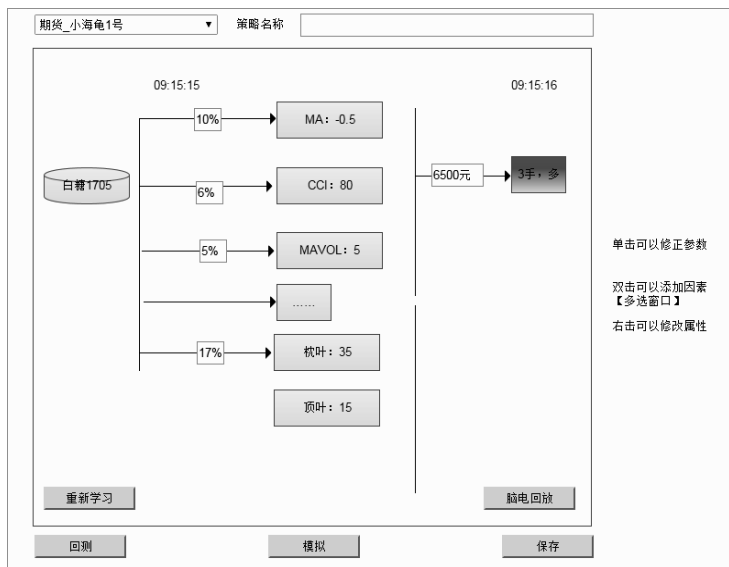 期货_小海龟1号
策略名称
09:15:15
09:15:16
10%
MA：-0.5
6500元
3手，多
白糖1705
6%
CCI：80
5%
MAVOL：5
单击可以修正参数
双击可以添加因素
【多选窗口】
右击可以修改属性
……
17%
枕叶：35
顶叶：15
重新学习
脑电回放
回测
模拟
保存